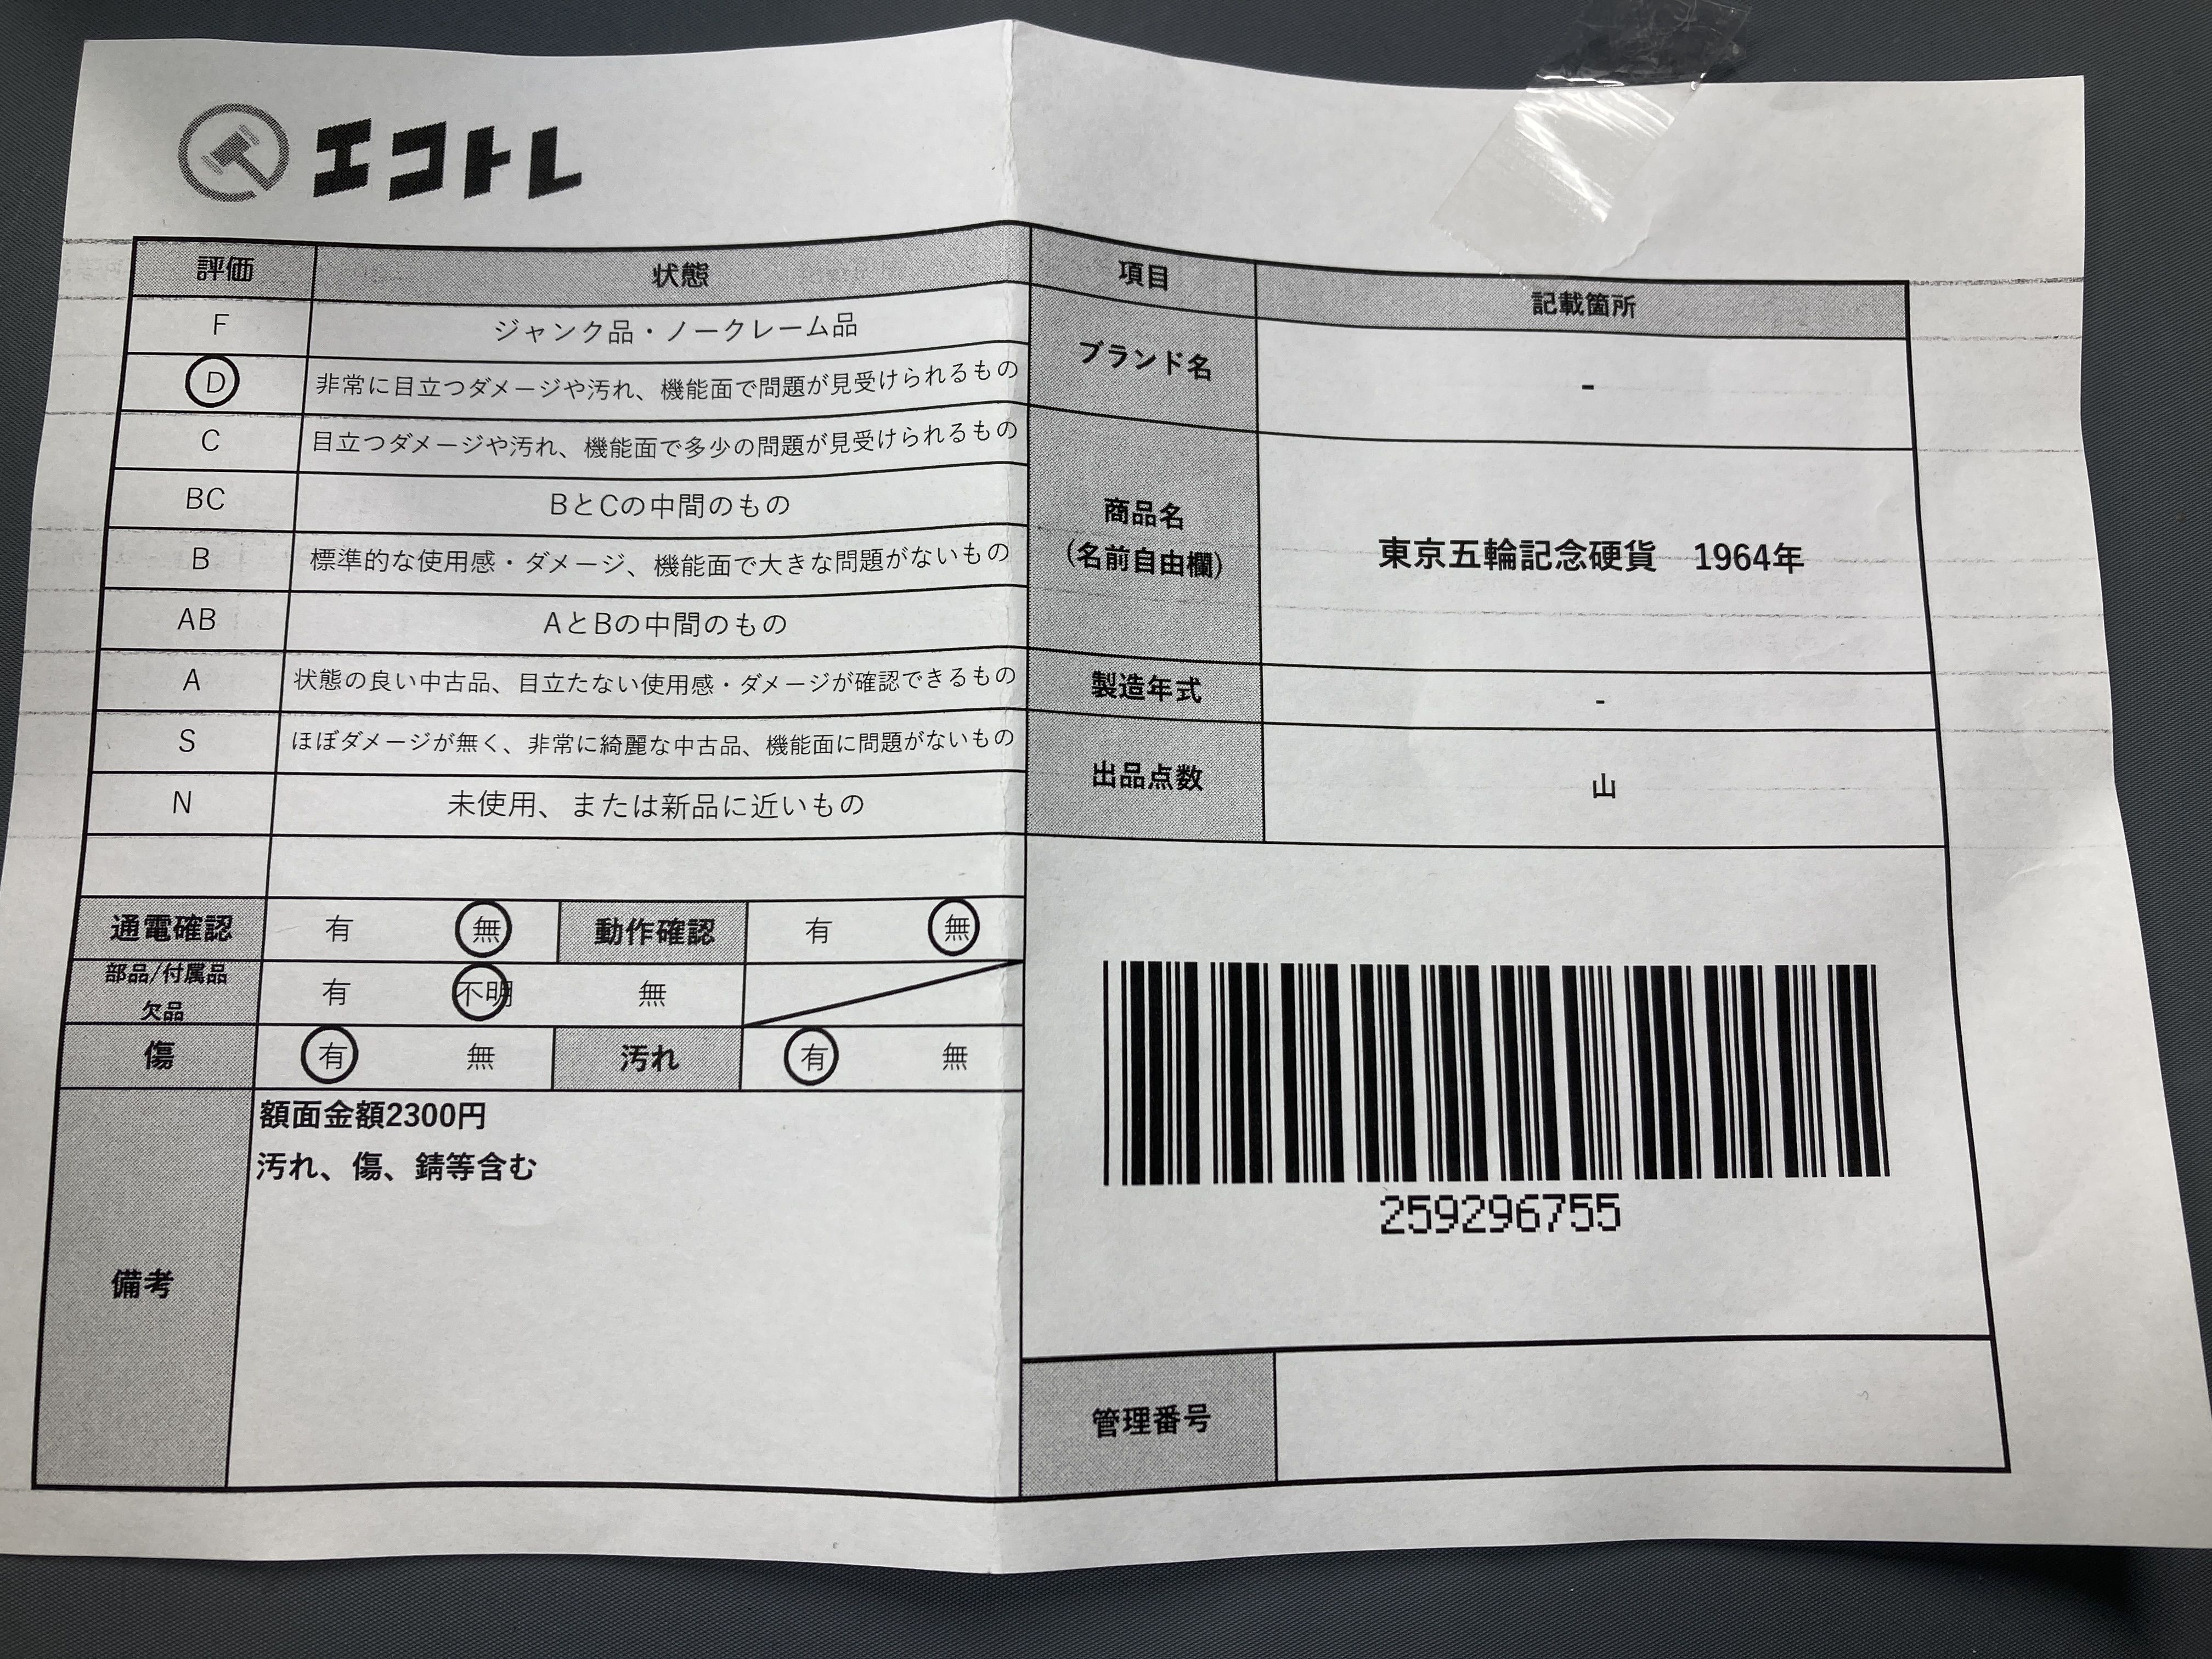 エコトレ
評価 状態
F ジャンク品・ノークレーム品
D 非常に目立つダメージや汚れ、機能面で問題が見受けられるもの
C 目立つダメージや汚れ、機能面で多少の問題が見受けられるもの
BC BとCの中間のもの
B 標準的な使用感・ダメージ、機能面で大きな問題がないもの
AB AとBの中間のもの
A 状態の良い中古品、目立たない使用感・ダメージが確認できるもの
S ほぼダメージが無く、非常に綺麗な中古品、機能面に問題がないもの
N 未使用、または新品に近いもの
通電確認 有 無 動作確認 有 無
部品/付属品
欠品 有 不明 無
傷 有 無 汚れ 有 無
備考
額面金額2300円
汚れ、傷、錆等含む
項目 記載箇所
ブランド名 -
商品名
(名前自由欄)
東京五輪記念硬貨 1964年
製造年式 -
出品点数 山
259296755
管理番号